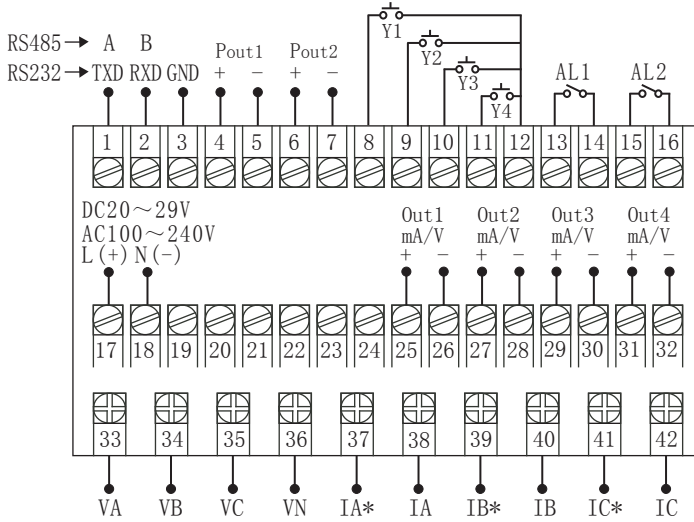 Y1
RS485→ A B Pout1 Pout2 Y2 AL1 AL2
RS232→ TXD RXD GND + − + − Y3
Y4
1 2 3 4 5 6 7 8 9 10 11 12 13 14 15 16
DC20～29V
AC100～240V
L(+) N(−)
Out1 Out2 Out3 Out4
mA/V mA/V mA/V mA/V
+ − + − + − + −
17 18 19 20 21 22 23 24 25 26 27 28 29 30 31 32
33 34 35 36 37 38 39 40 41 42
VA VB VC VN IA* IA IB* IB IC* IC